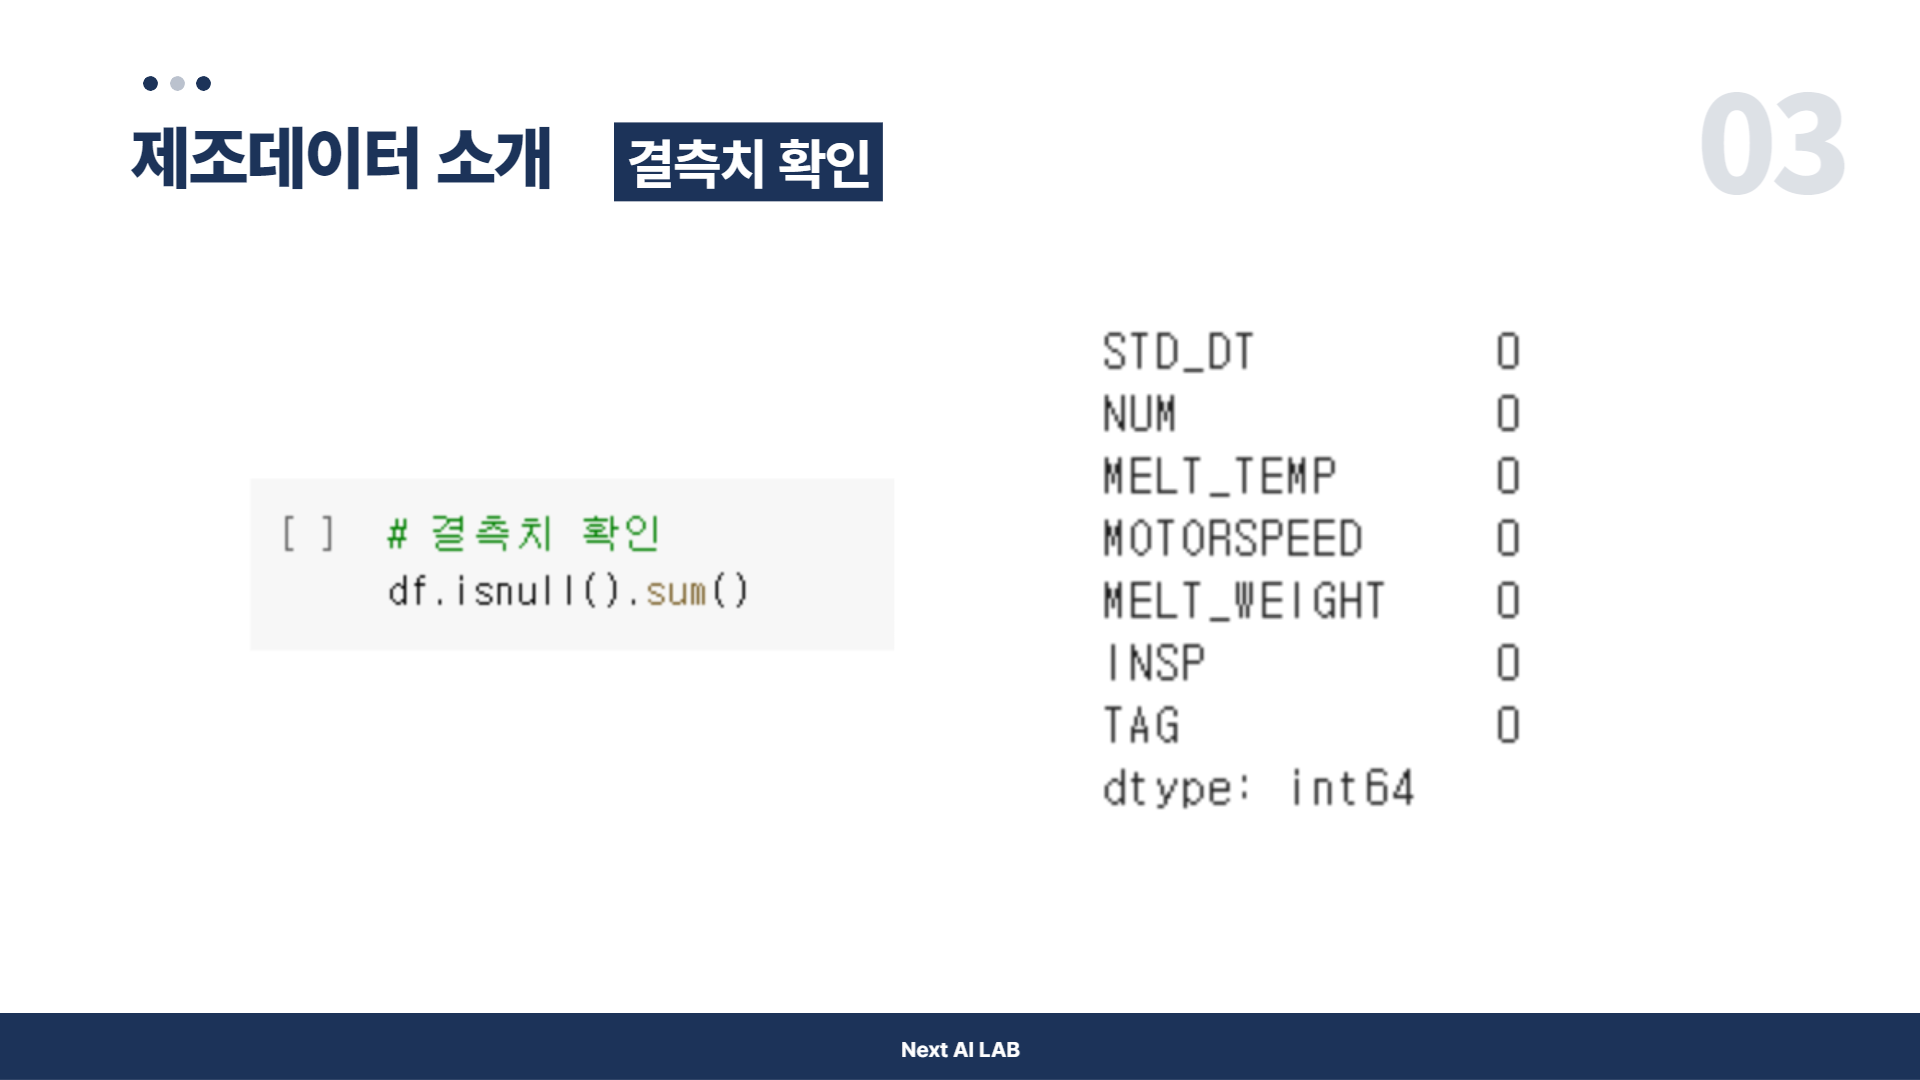 제조데이터 소개
결측치 확인
03
[ ] # 결측치 확인
df.isnull().sum()
STD_DT 0
NUM 0
MELT_TEMP 0
MOTORSPEED 0
MELT_WEIGHT 0
INSP 0
TAG 0
dtype: int64
Next AI LAB